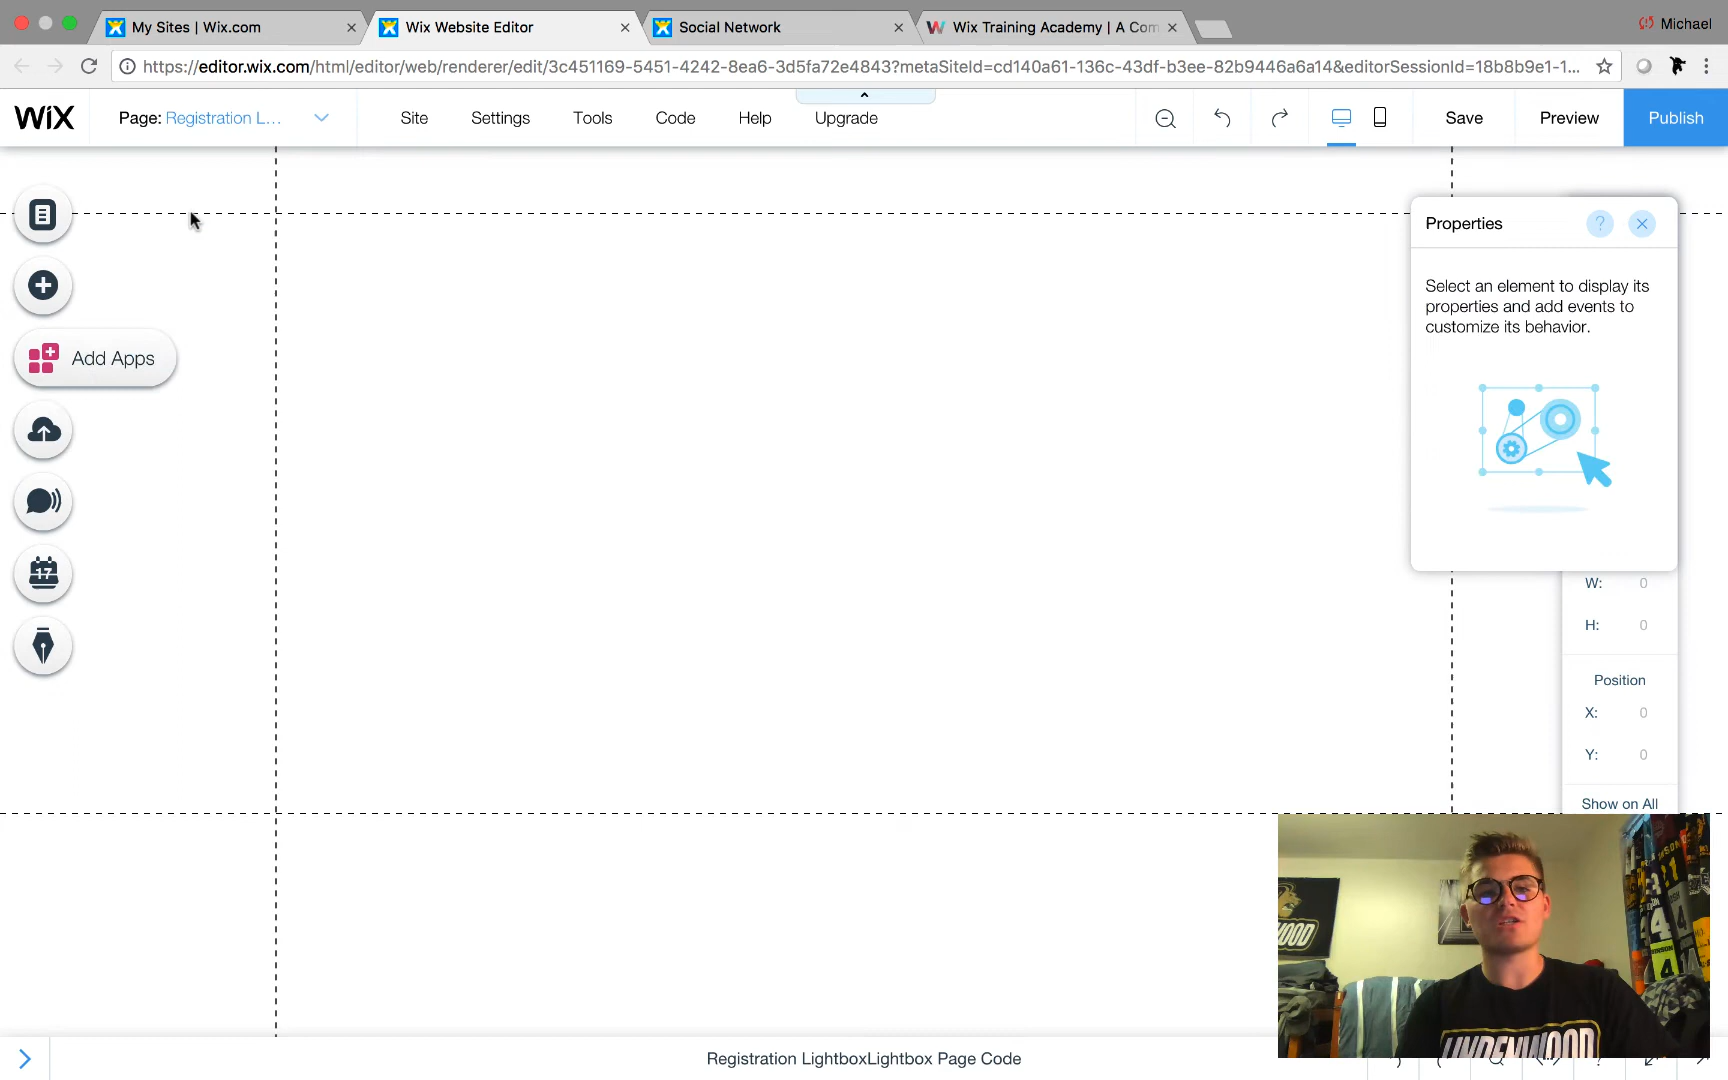 My Sites | Wix.com
Wix Website Editor
Social Network
Wix Training Academy | A Com
Michael
https://editor.wix.com/html/editor/web/renderer/edit/3c451169-5451-4242-8ea6-3d5fa72e4843?metaSiteId=cd140a61-136c-43df-b3ee-82b9446a6a14&editorSessionId=18b8b9e1-1...
WiX
Page: Registration L...
Site
Settings
Tools
Code
Help
Upgrade
Save
Preview
Publish
Properties
?
Select an element to display its
properties and add events to
customize its behavior.
Add Apps
17
W: 0
H: 0
Position
X: 0
Y: 0
Show on All
Registration LightboxLightbox Page Code
LINDENWOOD